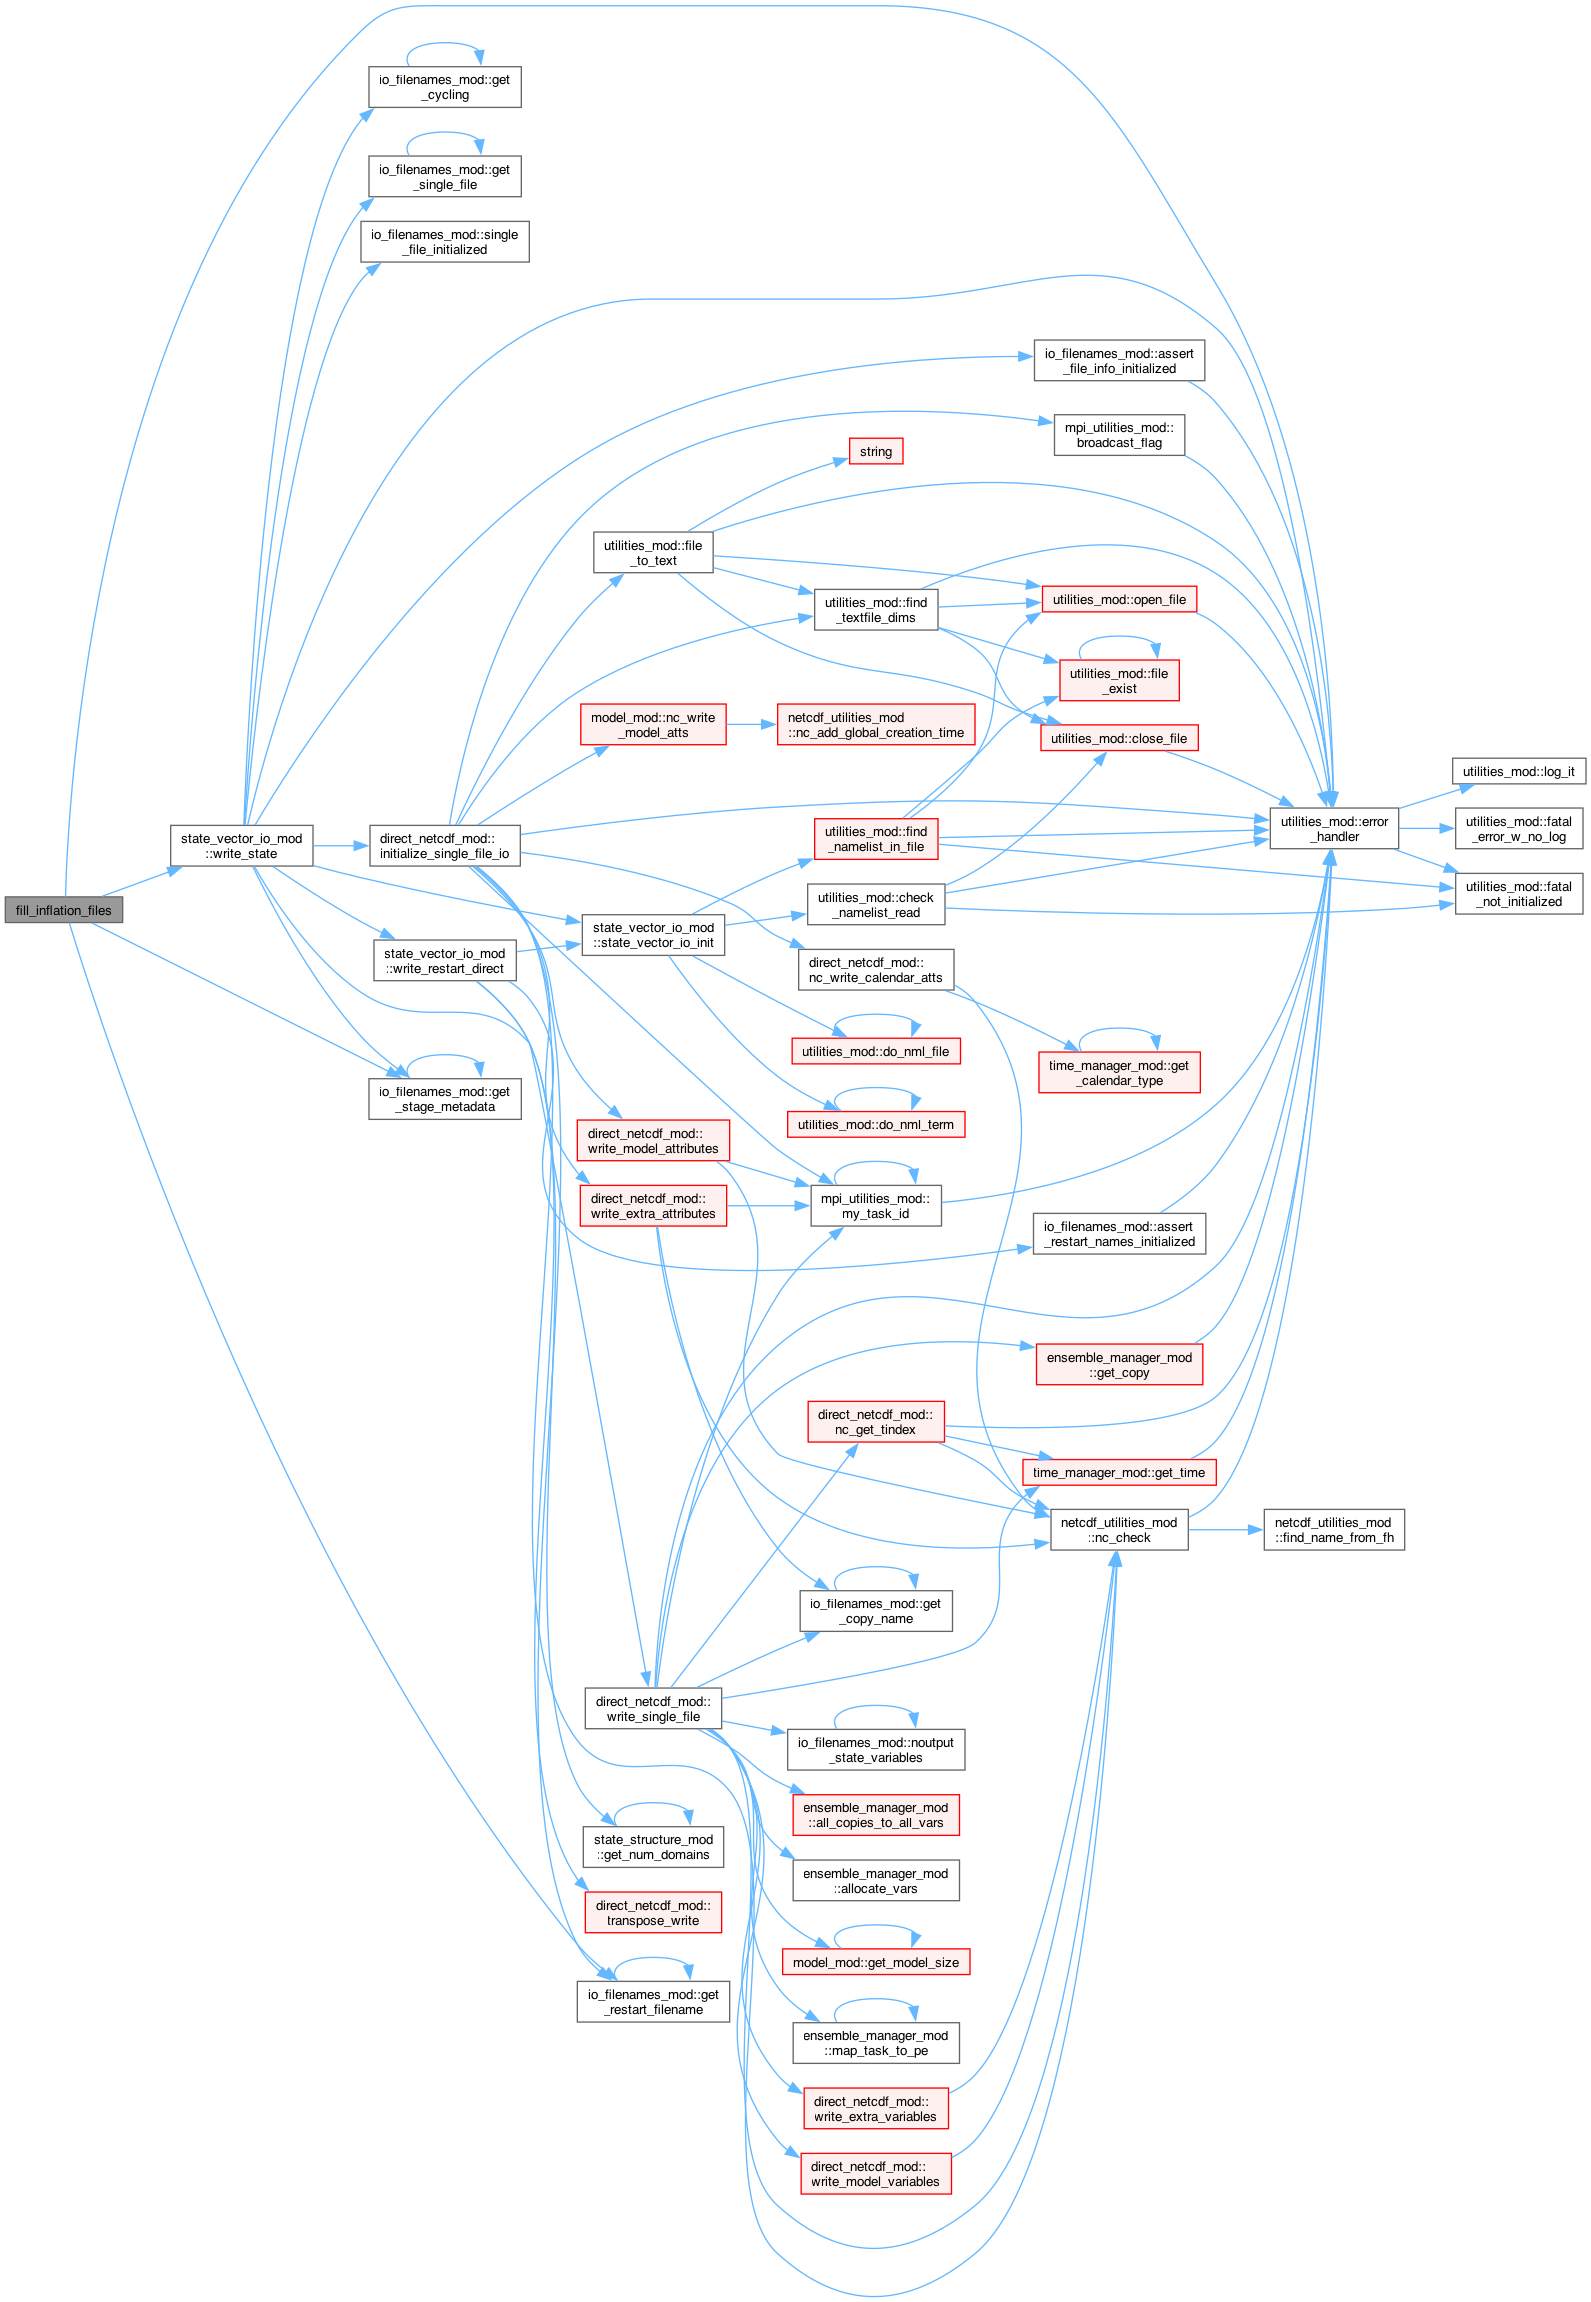 io_filenames_mod::get
_cycling
io_filenames_mod::get
_single_file
io_filenames_mod::single
_file_initialized
io_filenames_mod::assert
_file_info_initialized
mpi_utilities_mod::
broadcast_flag
string
utilities_mod::file
_to_text
utilities_mod::find
_textfile_dims
utilities_mod::open_file
utilities_mod::file
_exist
model_mod::nc_write
_model_atts
netcdf_utilities_mod
::nc_add_global_creation_time
utilities_mod::close_file
utilities_mod::log_it
state_vector_io_mod
::write_state
direct_netcdf_mod::
initialize_single_file_io
utilities_mod::find
_namelist_in_file
utilities_mod::error
_handler
utilities_mod::fatal
_error_w_no_log
fill_inflation_files
utilities_mod::check
_namelist_read
utilities_mod::fatal
_not_initialized
state_vector_io_mod
::state_vector_io_init
state_vector_io_mod
::write_restart_direct
direct_netcdf_mod::
nc_write_calendar_atts
utilities_mod::do_nml_file
time_manager_mod::get
_calendar_type
io_filenames_mod::get
_stage_metadata
utilities_mod::do_nml_term
direct_netcdf_mod::
write_model_attributes
direct_netcdf_mod::
write_extra_attributes
mpi_utilities_mod::
my_task_id
io_filenames_mod::assert
_restart_names_initialized
ensemble_manager_mod
::get_copy
direct_netcdf_mod::
nc_get_tindex
time_manager_mod::get_time
netcdf_utilities_mod
::nc_check
netcdf_utilities_mod
::find_name_from_fh
io_filenames_mod::get
_copy_name
direct_netcdf_mod::
write_single_file
io_filenames_mod::noutput
_state_variables
ensemble_manager_mod
::all_copies_to_all_vars
state_structure_mod
::get_num_domains
ensemble_manager_mod
::allocate_vars
direct_netcdf_mod::
transpose_write
model_mod::get_model_size
io_filenames_mod::get
_restart_filename
ensemble_manager_mod
::map_task_to_pe
direct_netcdf_mod::
write_extra_variables
direct_netcdf_mod::
write_model_variables